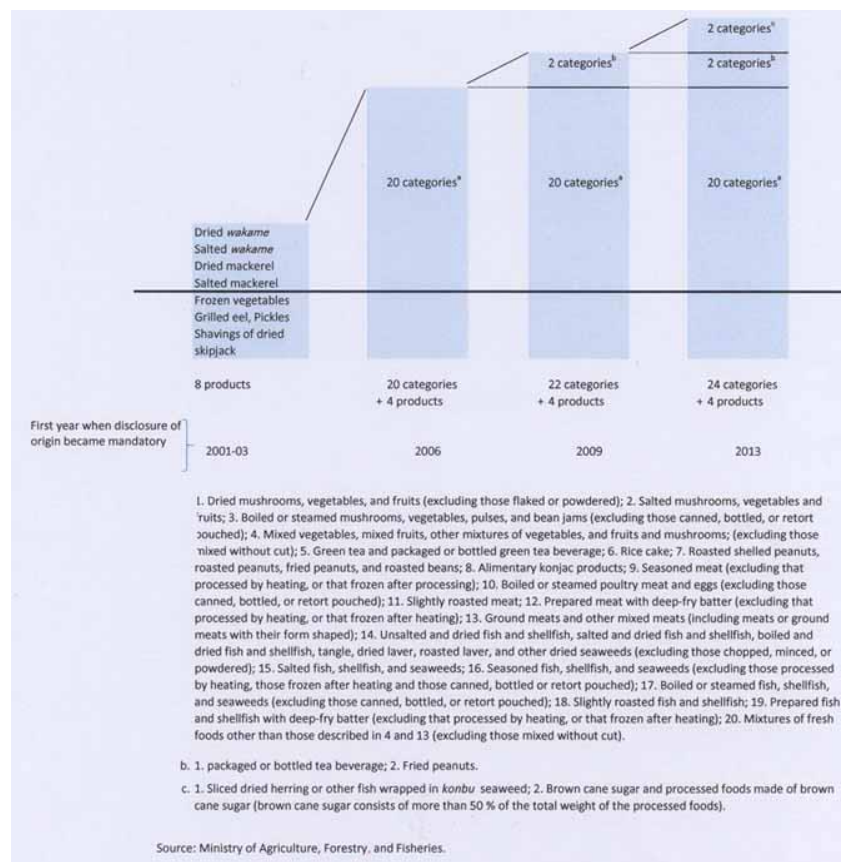 2 categoriesᶜ
2 categoriesᵇ 2 categoriesᵇ
20 categoriesᵃ 20 categoriesᵃ 20 categoriesᵃ
Dried wakame
Salted wakame
Dried mackerel
Salted mackerel
Frozen vegetables
Grilled eel, Pickles
Shavings of dried
skipjack
8 products 20 categories 22 categories 24 categories
+ 4 products + 4 products + 4 products
First year when disclosure of
origin became mandatory
2001-03 2006 2009 2013
1. Dried mushrooms, vegetables, and fruits (excluding those flaked or powdered); 2. Salted mushrooms, vegetables and
fruits; 3. Boiled or steamed mushrooms, vegetables, pulses, and bean jams (excluding those canned, bottled, or retort
pouched); 4. Mixed vegetables, mixed fruits, other mixtures of vegetables, and fruits and mushrooms; (excluding those
mixed without cut); 5. Green tea and packaged or bottled green tea beverage; 6. Rice cake; 7. Roasted shelled peanuts,
roasted peanuts, fried peanuts, and roasted beans; 8. Alimentary konjac products; 9. Seasoned meat (excluding that
processed by heating, or that frozen after processing); 10. Boiled or steamed poultry meat and eggs (excluding those
canned, bottled, or retort pouched); 11. Slightly roasted meat; 12. Prepared meat with deep-fry batter (excluding that
processed by heating, or that frozen after heating); 13. Ground meats and other mixed meats (including meats or ground
meats with their form shaped); 14. Unsalted and dried fish and shellfish, salted and dried fish and shellfish, boiled and
dried fish and shellfish, tangle, dried laver, roasted laver, and other dried seaweeds (excluding those chopped, minced, or
powdered); 15. Salted fish, shellfish, and seaweeds; 16. Seasoned fish, shellfish, and seaweeds (excluding those processed
by heating, those frozen after heating and those canned, bottled or retort pouched); 17. Boiled or steamed fish, shellfish,
and seaweeds (excluding those canned, bottled, or retort pouched); 18. Slightly roasted fish and shellfish; 19. Prepared fish
and shellfish with deep-fry batter (excluding that processed by heating, or that frozen after heating); 20. Mixtures of fresh
foods other than those described in 4 and 13 (excluding those mixed without cut).
b. 1. packaged or bottled tea beverage; 2. Fried peanuts.
c. 1. Sliced dried herring or other fish wrapped in konbu seaweed; 2. Brown cane sugar and processed foods made of brown
cane sugar (brown cane sugar consists of more than 50 % of the total weight of the processed foods).
Source: Ministry of Agriculture, Forestry. and Fisheries.